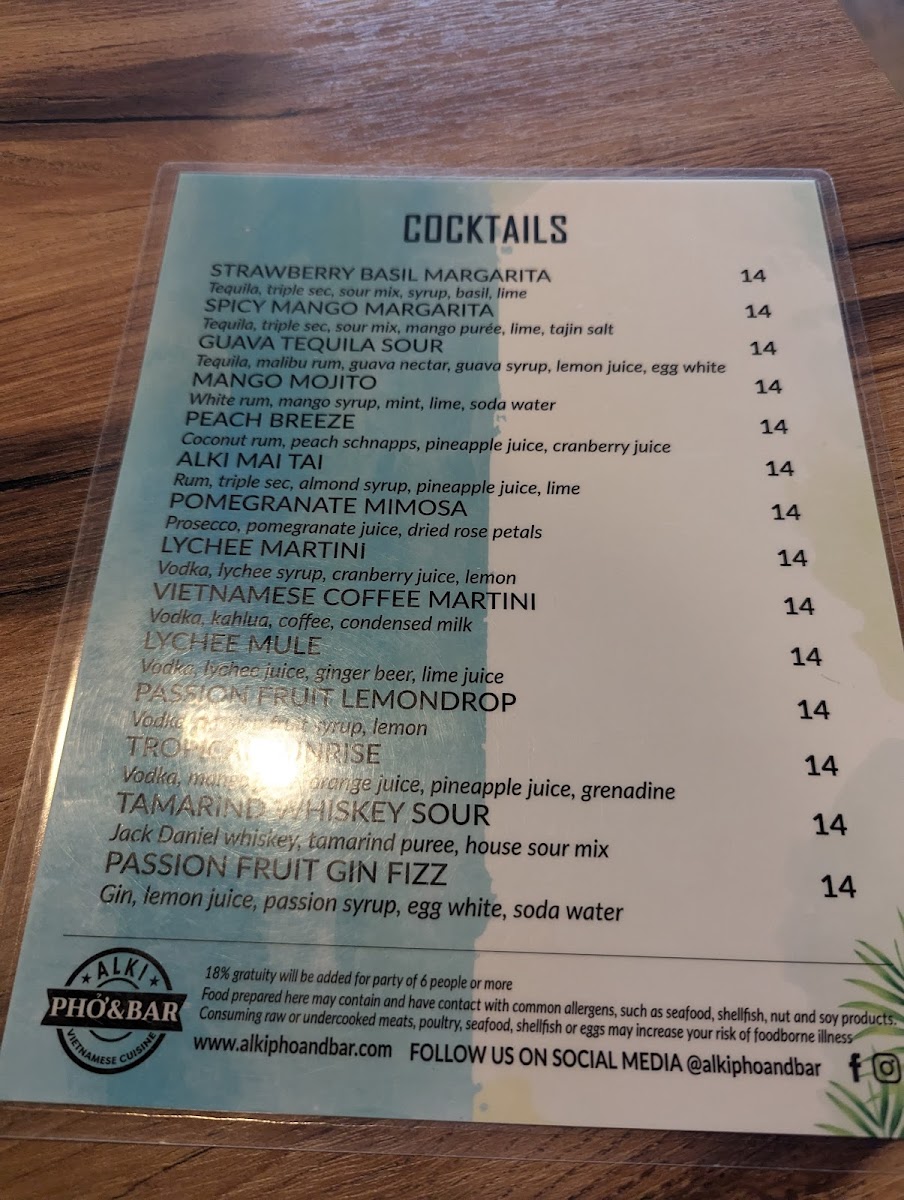 COCKTAILS
STRAWBERRY BASIL MARGARITA 14
Tequila, triple sec, sour mix, syrup, basil, lime
SPICY MANGO MARGARITA 14
Tequila, triple sec, sour mix, mango purée, lime, tajin salt
GUAVA TEQUILA SOUR 14
Tequila, malibu rum, guava nectar, guava syrup, lemon juice, egg white
MANGO MOJITO 14
White rum, mango syrup, mint, lime, soda water
PEACH BREEZE 14
Coconut rum, peach schnapps, pineapple juice, cranberry juice
ALKI MAI TAI 14
Rum, triple sec, almond syrup, pineapple juice, lime
POMEGRANATE MIMOSA 14
Prosecco, pomegranate juice, dried rose petals
LYCHEE MARTINI 14
Vodka, lychee syrup, cranberry juice, lemon
VIETNAMESE COFFEE MARTINI 14
Vodka, kahlua, coffee, condensed milk
LYCHEE MULE 14
Vodka, lychee juice, ginger beer, lime juice
PASSION FRUIT LEMONDROP 14
Vodka, passion fruit syrup, lemon
TROPICAL SUNRISE 14
Vodka, mango orange juice, pineapple juice, grenadine
TAMARIND WHISKEY SOUR 14
Jack Daniel whiskey, tamarind puree, house sour mix
PASSION FRUIT GIN FIZZ 14
Gin, lemon juice, passion syrup, egg white, soda water
ALKI
PHỞ&BAR
VIETNAMESE CUISINE
18% gratuity will be added for party of 6 people or more
Food prepared here may contain and have contact with common allergens, such as seafood, shellfish, nut and soy products.
Consuming raw or undercooked meats, poultry, seafood, shellfish or eggs may increase your risk of foodborne illness
www.alkiphoandbar.com FOLLOW US ON SOCIAL MEDIA @alkiphoandbar